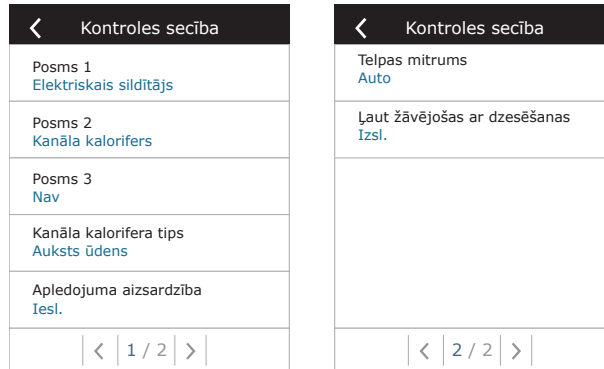 Kontroles secība
Posms 1
Elektriskais sildītājs
Posms 2
Kanāla kalorifers
Posms 3
Nav
Kanāla kalorifera tips
Auksts ūdens
Apledojuma aizsardzība
Iesl.
1 / 2
Kontroles secība
Telpas mitrums
Auto
Ļaut žāvējošas ar dzesēšanas
Izsl.
2 / 2